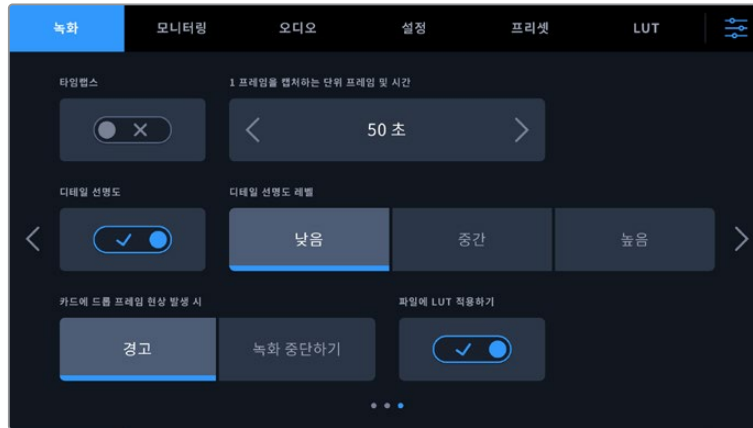 녹화 모니터링 오디오 설정 프리셋 LUT
타임랩스 1 프레임을 캡처하는 단위 프레임 및 시간
50 초
디테일 선명도 디테일 선명도 레벨
낮음 중간 높음
카드에 드롭 프레임 현상 발생 시 파일에 LUT 적용하기
경고 녹화 중단하기